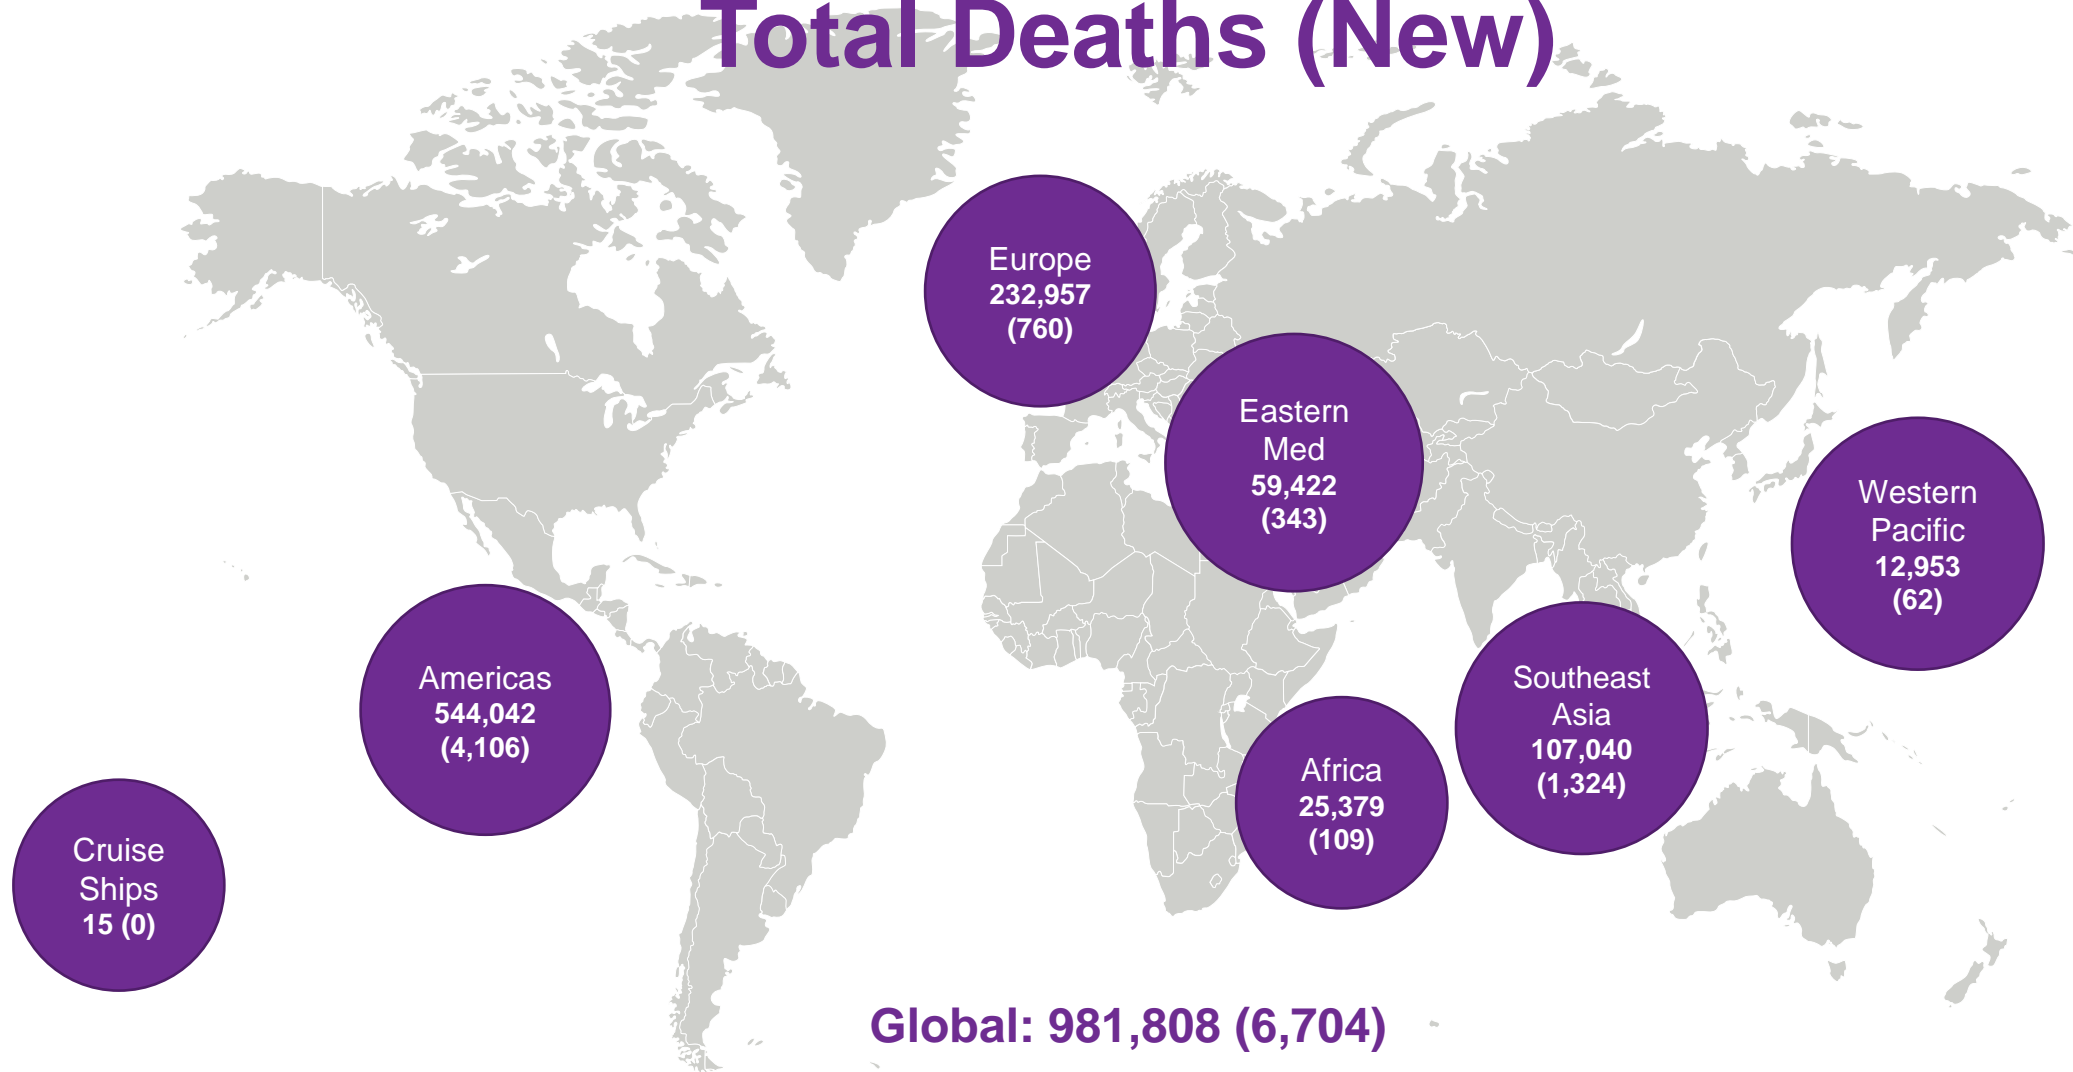 Total Deaths (New)
Europe
232,957
(760)
Eastern
Med
59,422
(343)
Western
Pacific
12,953
(62)
Americas
544,042
(4,106)
Southeast
Asia
107,040
(1,324)
Africa
25,379
(109)
Cruise
Ships
15 (0)
Global: 981,808 (6,704)